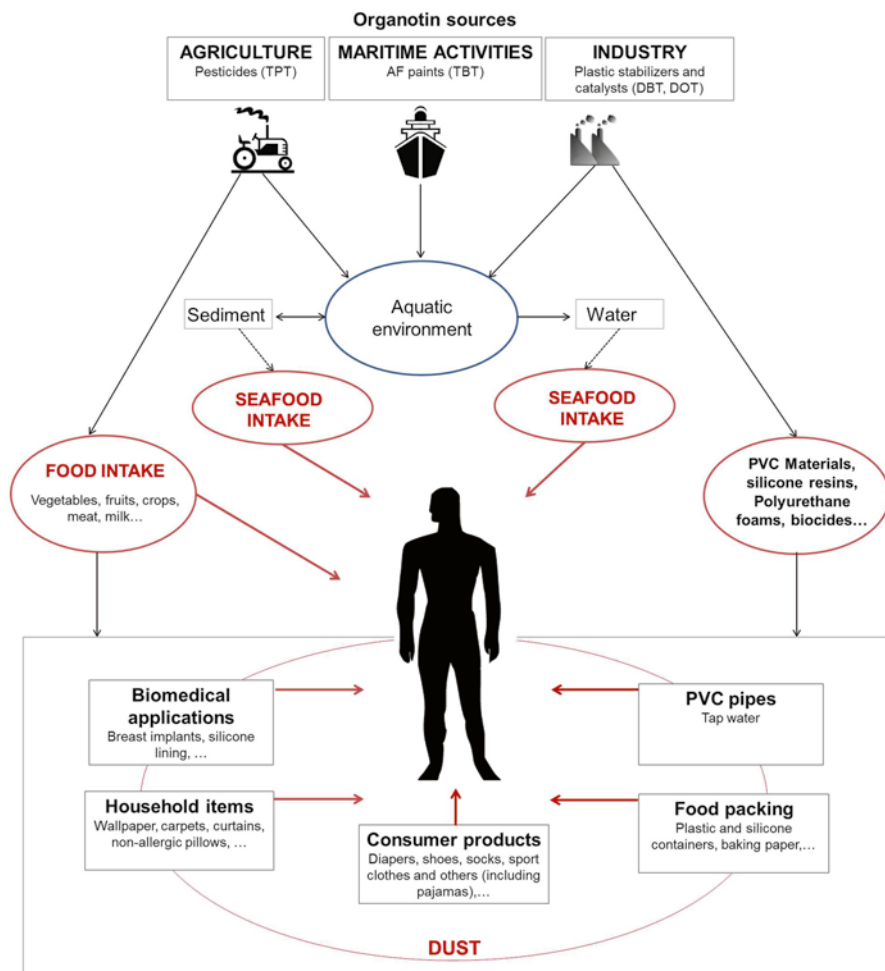 Organotin sources
AGRICULTURE
Pesticides (TPT)
MARITIME ACTIVITIES
AF paints (TBT)
INDUSTRY
Plastic stabilizers and
catalysts (DBT, DOT)
Aquatic
environment
Sediment
Water
SEAFOOD
INTAKE
SEAFOOD
INTAKE
FOOD INTAKE
Vegetables, fruits, crops,
meat, milk…
PVC Materials,
silicone resins,
Polyurethane
foams, biocides…
Biomedical
applications
Breast implants, silicone
lining, …
PVC pipes
Tap water
Household items
Wallpaper, carpets, curtains,
non-allergic pillows, …
Consumer products
Diapers, shoes, socks, sport
clothes and others (including
pajamas),…
Food packing
Plastic and silicone
containers, baking paper,…
DUST